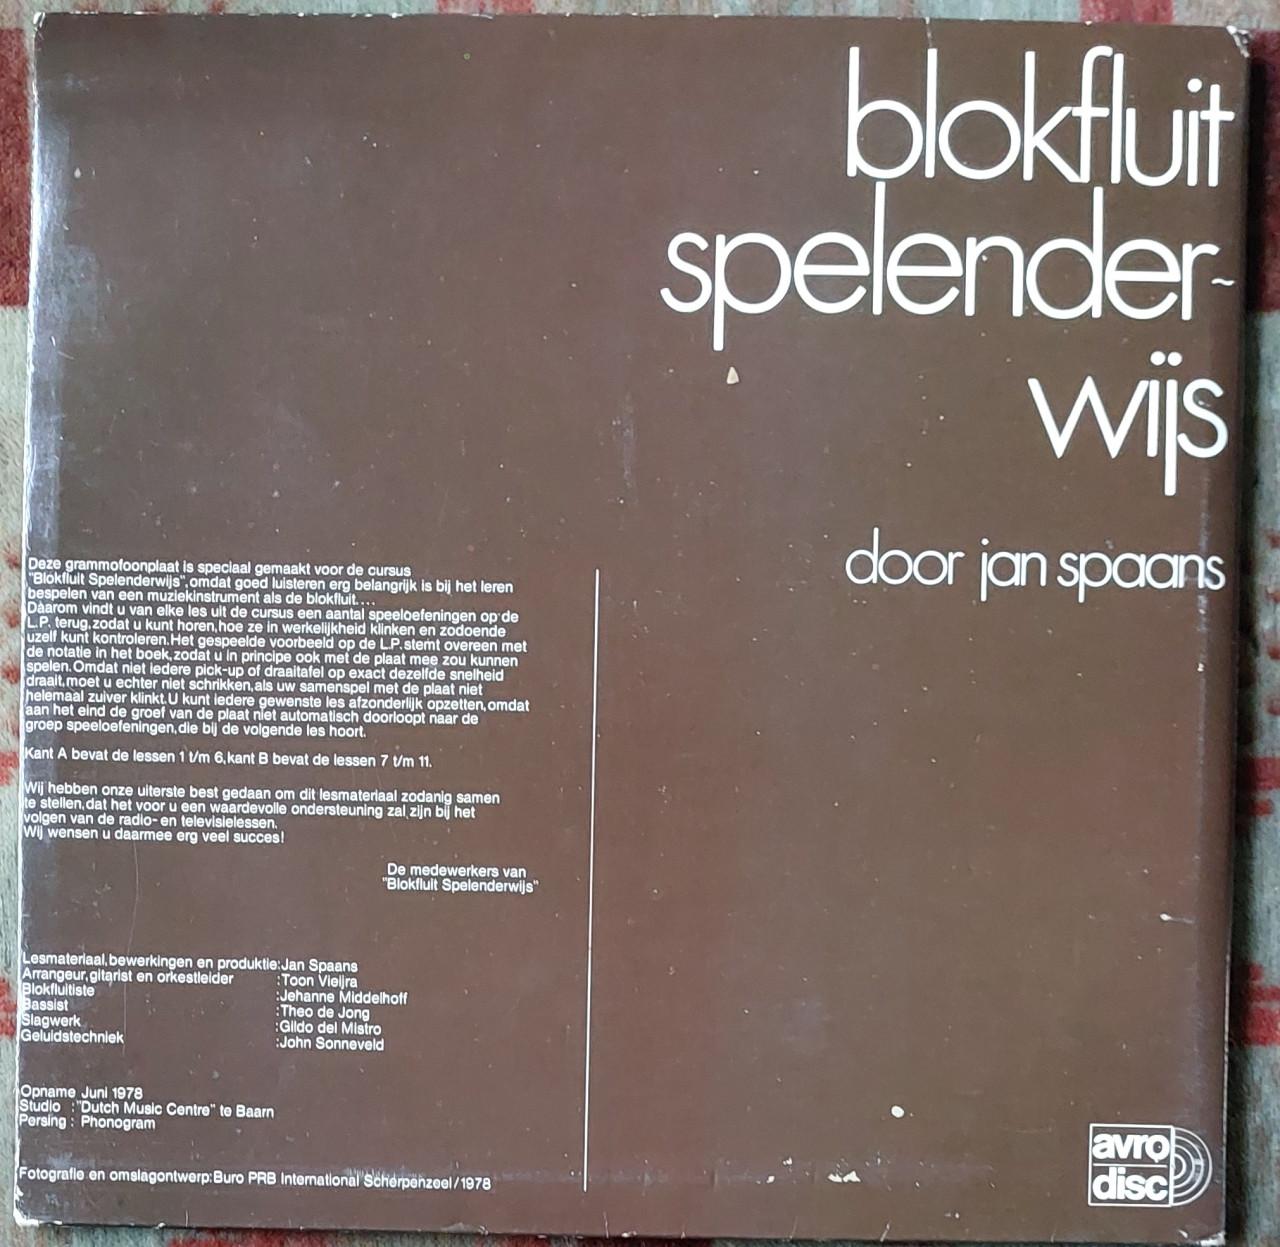 blokfluit
spelender-
wijs
door jan spaans
Deze grammofoonplaat is speciaal gemaakt voor de cursus
"Blokfluit Spelenderwijs",omdat goed luisteren erg belangrijk is bij het leren
bespelen van een muziekinstrument als de blokfluit....
Daarom vindt u van elke les uit de cursus een aantal speeloefeningen op de
L.P. terug,zodat u kunt horen,hoe ze in werkelijkheid klinken en zodoende
uzelf kunt kontroleren.Het gespeelde voorbeeld op de L.P.stemt overeen met
de notatie in het boek,zodat u in principe ook met de plaat mee zou kunnen
spelen.Omdat niet iedere pick-up of draaitafel op exact dezelfde snelheid
draait,moet u echter niet schrikken,als uw samenspel met de plaat niet
helemaal zuiver klinkt.U kunt iedere gewenste les afzonderlijk opzetten,omdat
aan het eind de groef van de plaat niet automatisch doorloopt naar de
groep speeloefeningen,die bij de volgende les hoort.
Kant A bevat de lessen 1 t/m 6,kant B bevat de lessen 7 t/m 11.
Wij hebben onze uiterste best gedaan om dit lesmateriaal zodanig samen
te stellen,dat het voor u een waardevolle ondersteuning zal zijn bij het
volgen van de radio-en televisielessen.
Wij wensen u daarmee erg veel succes!
De medewerkers van
"Blokfluit Spelenderwijs"
Lesmateriaal,bewerkingen en produktie:Jan Spaans
Arrangeur,gitarist en orkestleider :Toon Vieijra
Blokfluitiste :Jehanne Middelhoff
Bassist :Theo de Jong
Slagwerk :Gildo del Mistro
Geluidstechniek :John Sonneveld
Opname Juni 1978
Studio :"Dutch Music Centre" te Baarn
Persing : Phonogram
Fotografie en omslagontwerp:Buro PRB International Scherpenzeel/1978
avro
disc